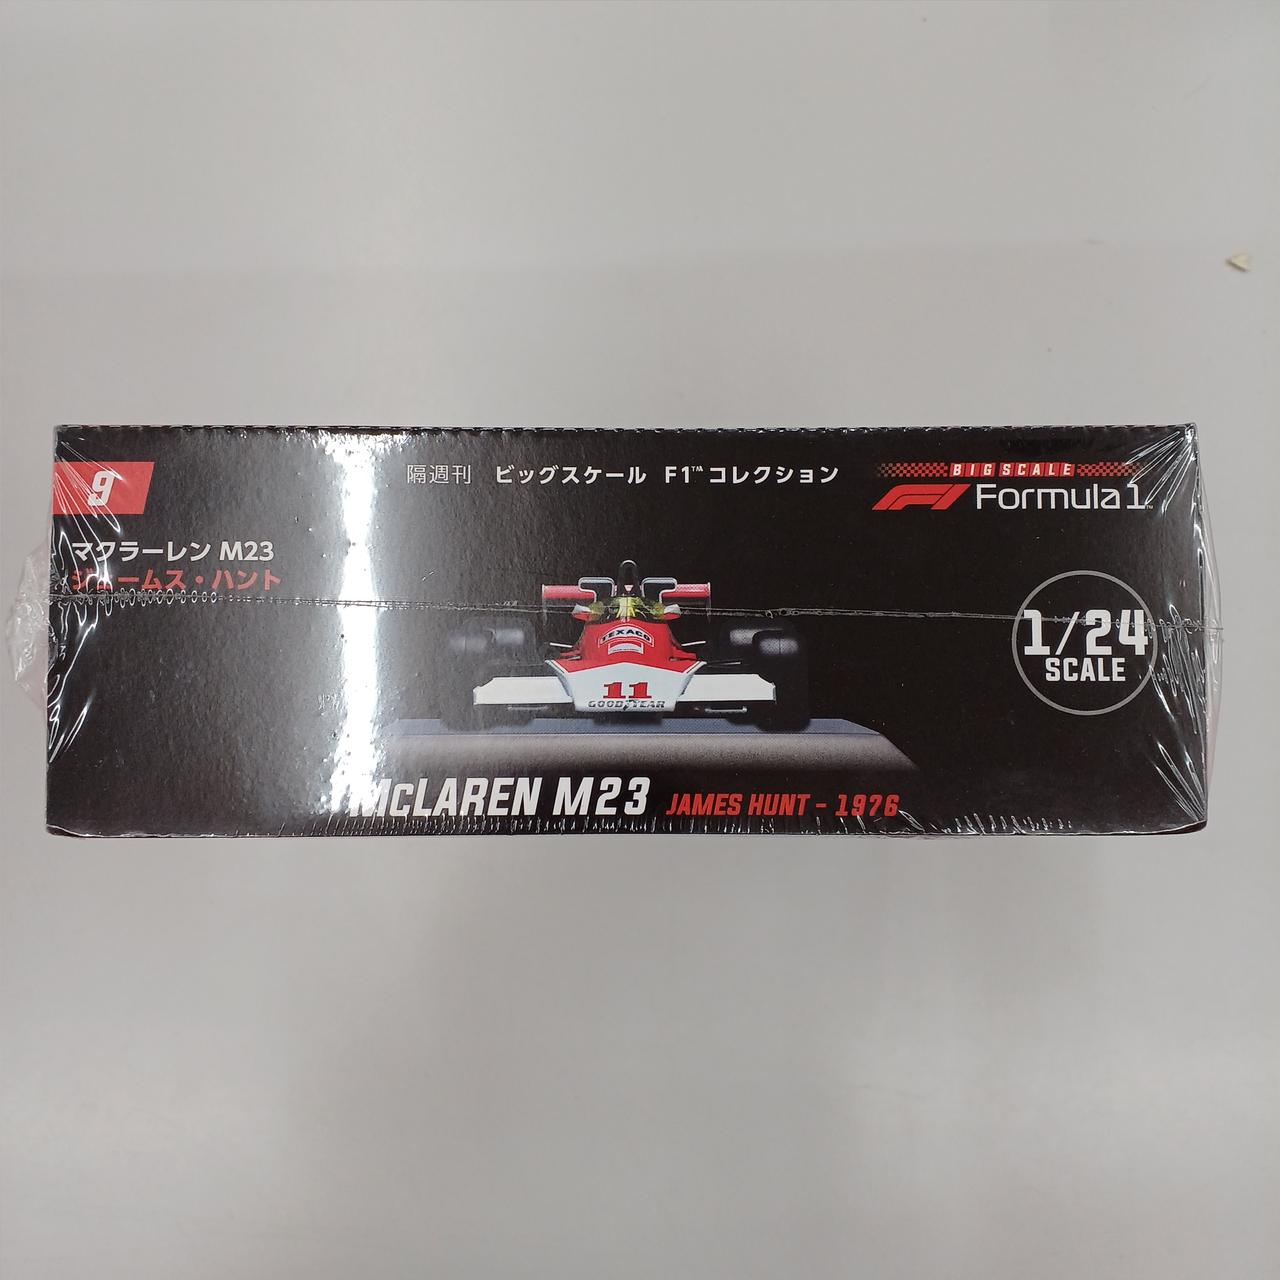 9
隔週刊 ビッグスケール F1™コレクション
BIG SCALE
F1 Formula 1™
マクラーレン M23
ジェームス・ハント
TEXACO
11
GOODYEAR
1/24
SCALE
McLAREN M23 JAMES HUNT - 1976